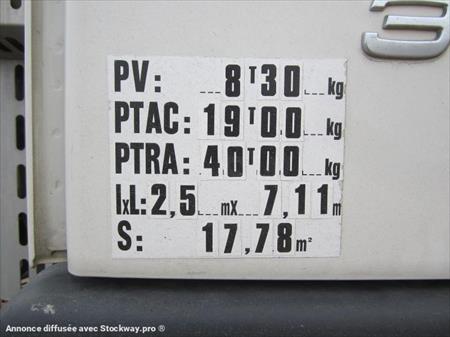 3
PV: 8T30 kg
PTAC: 19T00 kg
PTRA: 40T00 kg
lxL: 2,5 mx 7,11 m
S: 17,78 m²
Annonce diffusée avec Stockway.pro ®